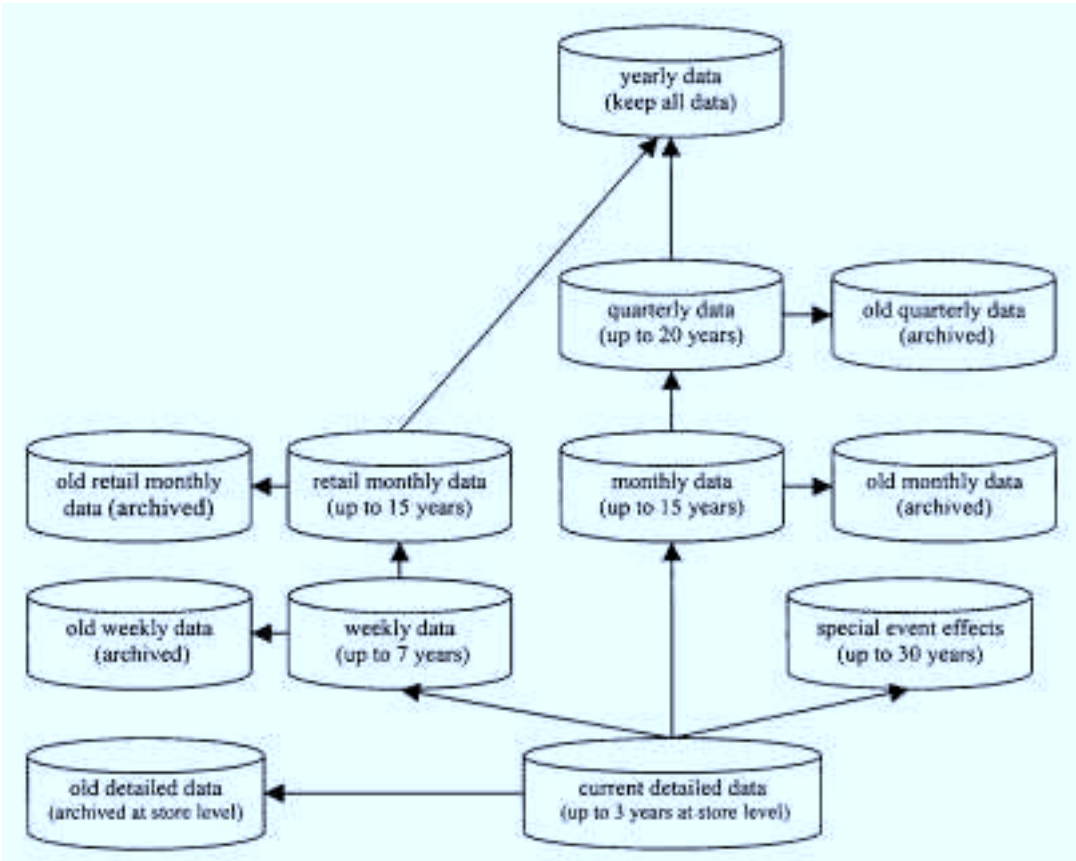 yearly data
(keep all data)
quarterly data
(up to 20 years)
old quarterly data
(archived)
old retail monthly
data (archived)
retail monthly data
(up to 15 years)
monthly data
(up to 15 years)
old monthly data
(archived)
old weekly data
(archived)
weekly data
(up to 7 years)
special event effects
(up to 30 years)
old detailed data
(archived at store level)
current detailed data
(up to 3 years at store level)